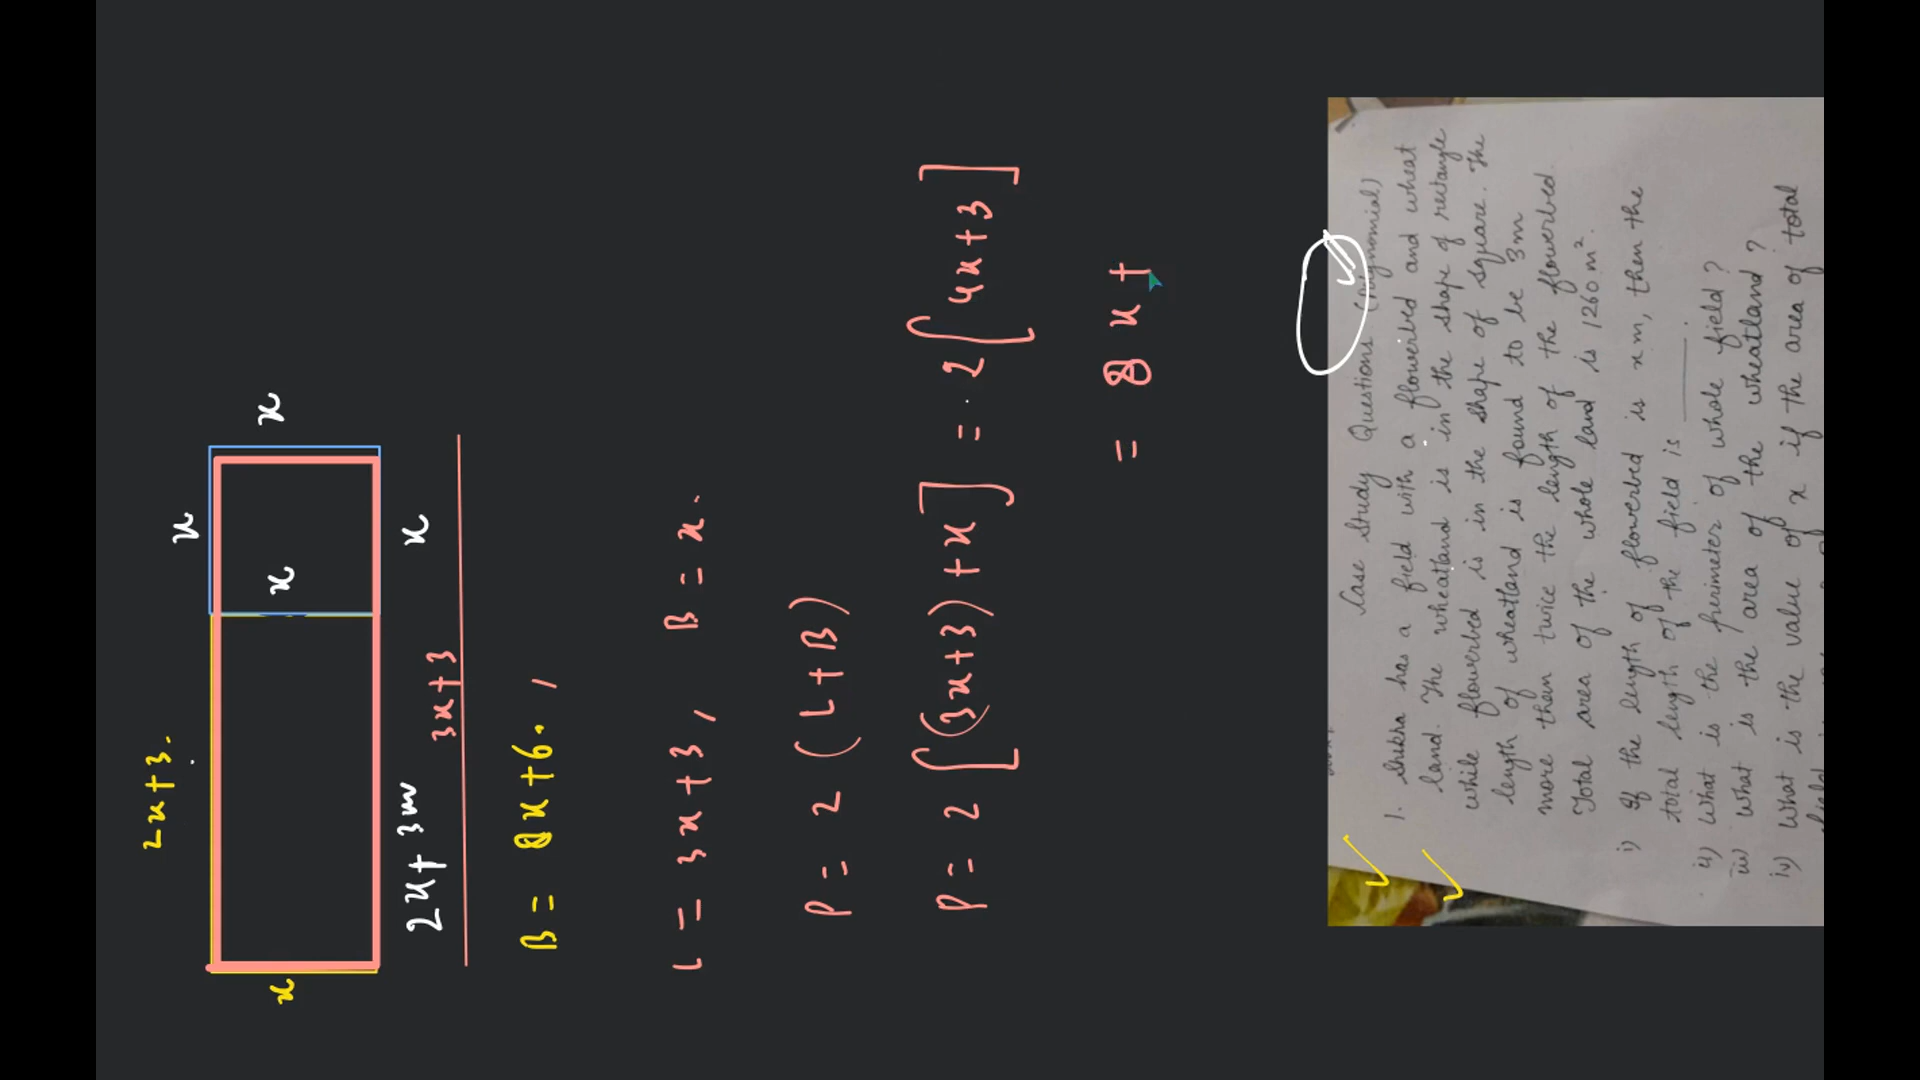 x
x
x
x
2x+3.
x
2x+3m
3x+3
B = 2x+6. ,
L = 3x+3, B = x.
P = 2 (L+B)
P = 2 [(3x+3)+x] = 2[4x+3]
= 8x+
Case Study Questions (Polynomial)
1. Shikha has a field with a flowerbed and wheat
land. The wheatland is in the shape of rectangle
while flowerbed is in the shape of square. The
length of wheatland is found to be 3m
more then twice the length of the flowerbed.
Total area of the whole land is 1260 m².
i) If the length of flowerbed is x m, then the
total length of the field is ____.
ii) What is the perimeter of whole field?
iii) What is the area of the wheatland?
iv) What is the value of x if the area of total